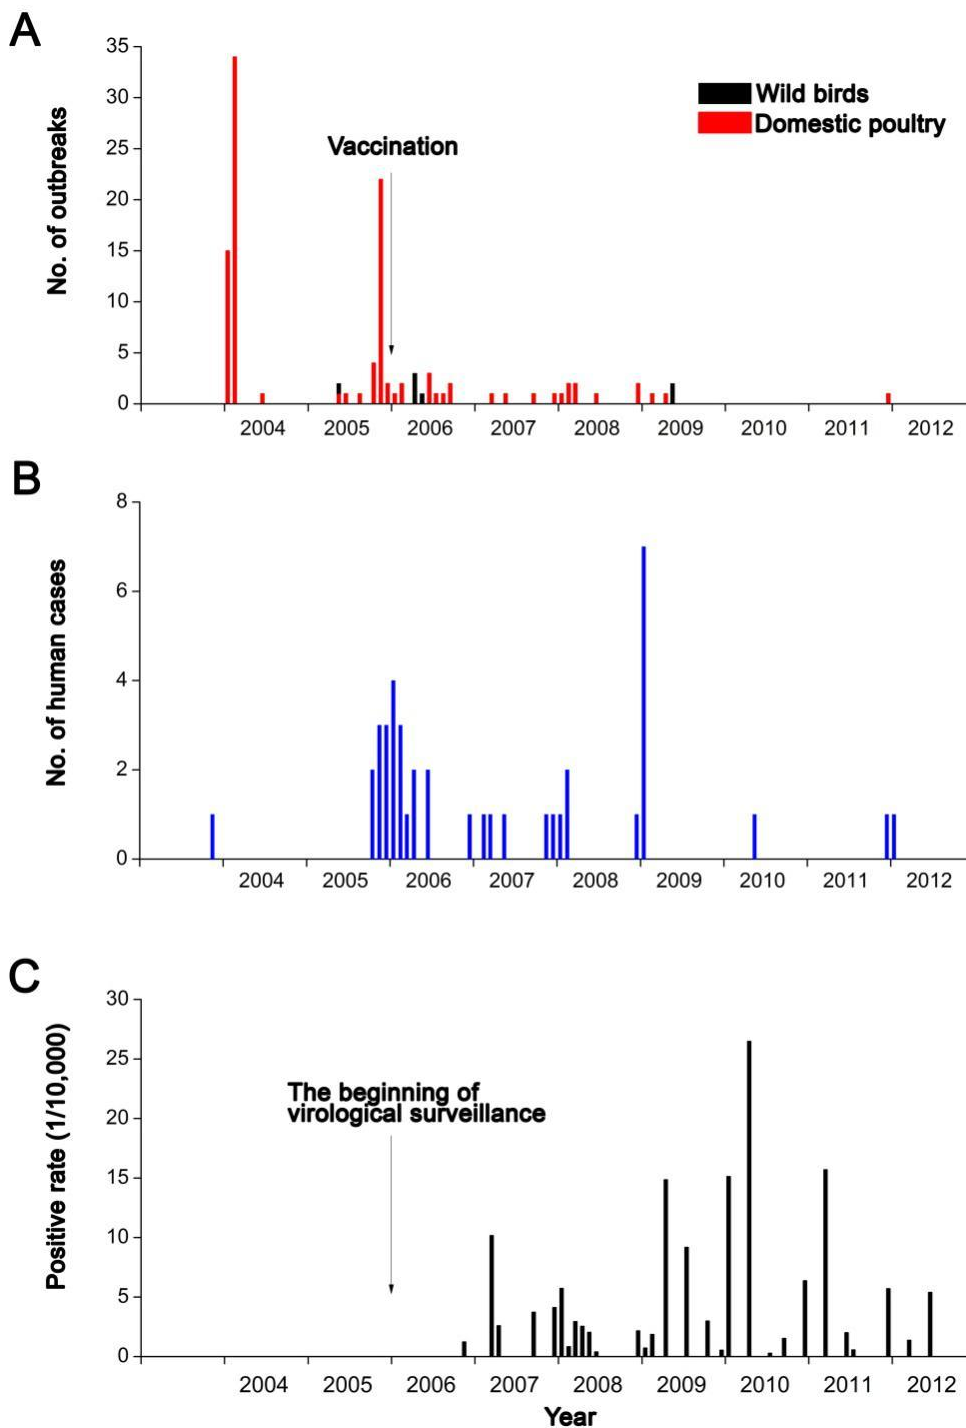 A
35
30
25
20
15
10
5
0
No. of outbreaks
Vaccination
Wild birds
Domestic poultry
2004 2005 2006 2007 2008 2009 2010 2011 2012
B
8
6
4
2
0
No. of human cases
2004 2005 2006 2007 2008 2009 2010 2011 2012
C
30
25
20
15
10
5
0
Positive rate (1/10,000)
The beginning of
virological surveillance
2004 2005 2006 2007 2008 2009 2010 2011 2012
Year